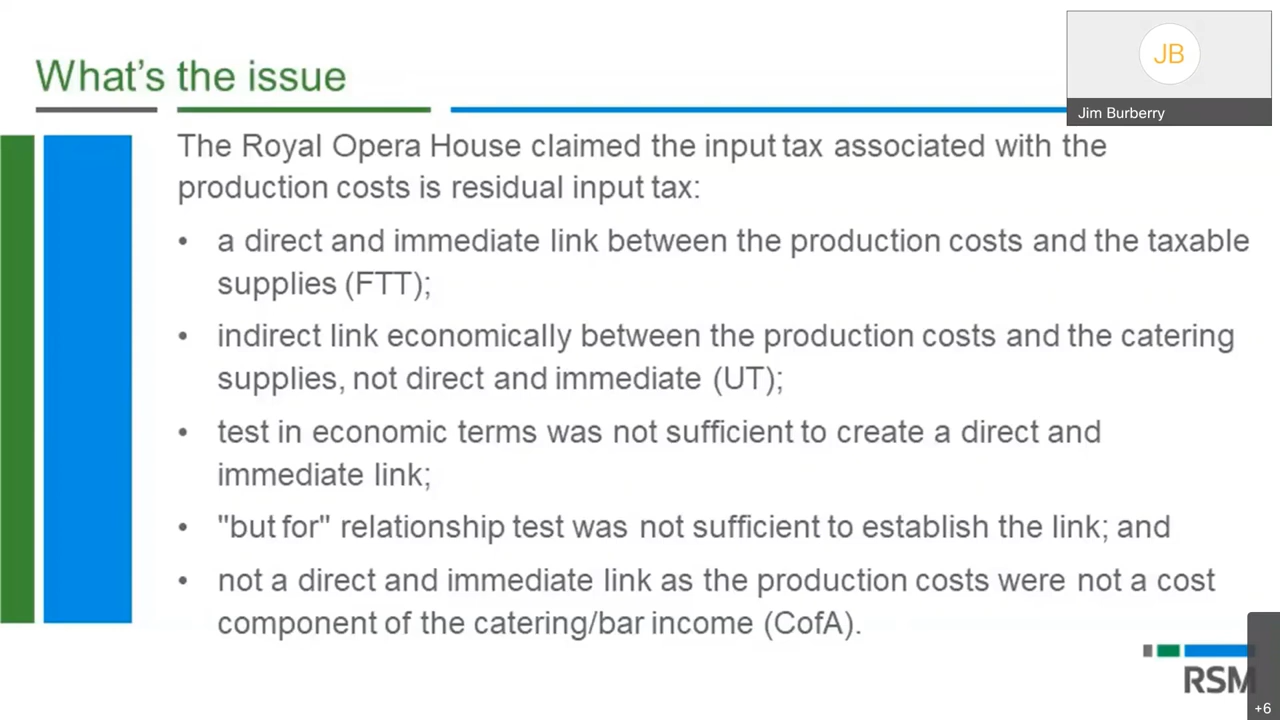 What's the issue
JB
Jim Burberry
The Royal Opera House claimed the input tax associated with the
production costs is residual input tax:
• a direct and immediate link between the production costs and the taxable
supplies (FTT);
• indirect link economically between the production costs and the catering
supplies, not direct and immediate (UT);
• test in economic terms was not sufficient to create a direct and
immediate link;
• "but for" relationship test was not sufficient to establish the link; and
• not a direct and immediate link as the production costs were not a cost
component of the catering/bar income (CofA).
RSM
+6